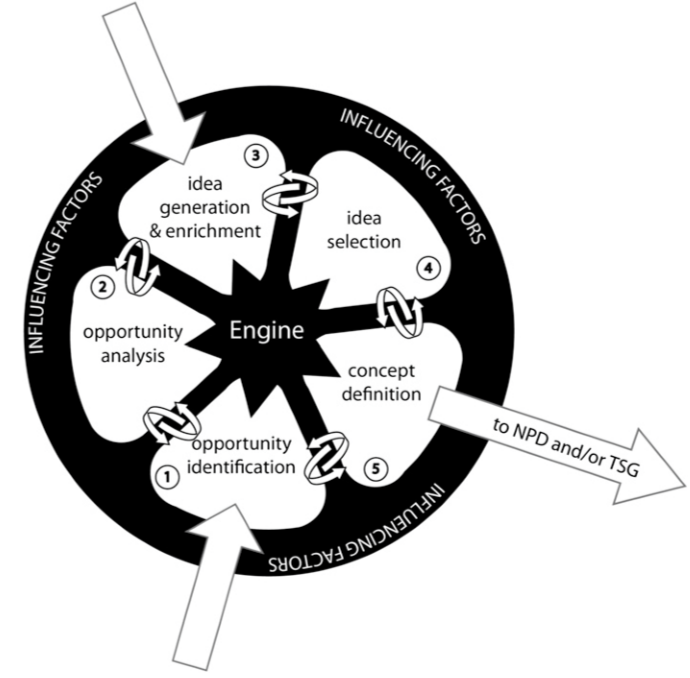 INFLUENCING FACTORS
INFLUENCING FACTORS
3
idea
generation
& enrichment
idea
selection
4
2
opportunity
analysis
Engine
concept
definition
to NPD and/or TSG
opportunity
identification
1
5
INFLUENCING FACTORS